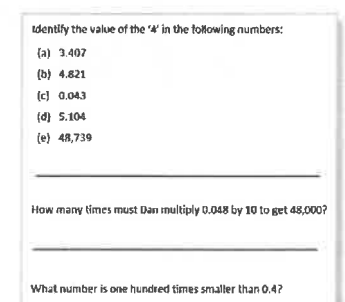 Identify the value of the ‘4’ in the following numbers:
(a) 3.407
(b) 4.821
(c) 0.043
(d) 5.104
(e) 48,739
How many times must Dan multiply 0.048 by 10 to get 48,000?
What number is one hundred times smaller than 0.4?